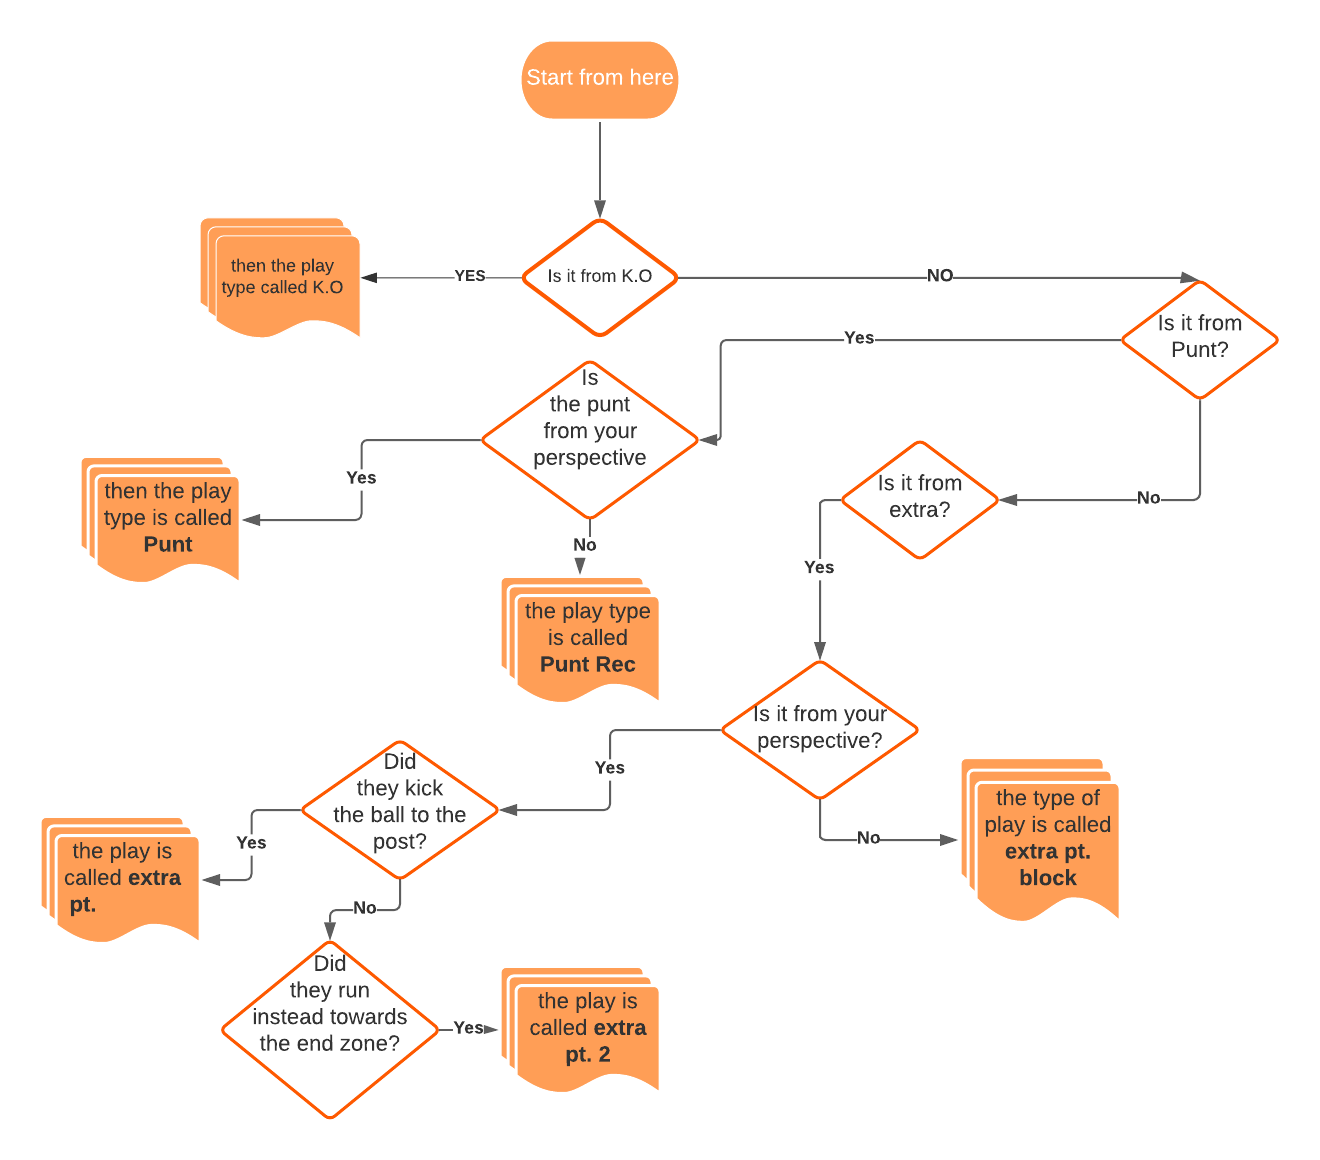 Start from here
then the play
type called K.O
YES
Is it from K.O
NO
Is it from
Punt?
Yes
Is
the punt
from your
perspective
Yes
then the play
type is called
Punt
No
the play type
is called
Punt Rec
Is it from
extra?
No
Yes
Is it from your
perspective?
Yes
Did
they kick
the ball to the
post?
No
the type of
play is called
extra pt.
block
Yes
the play is
called extra
pt.
No
Did
they run
instead towards
the end zone?
Yes
the play is
called extra
pt. 2